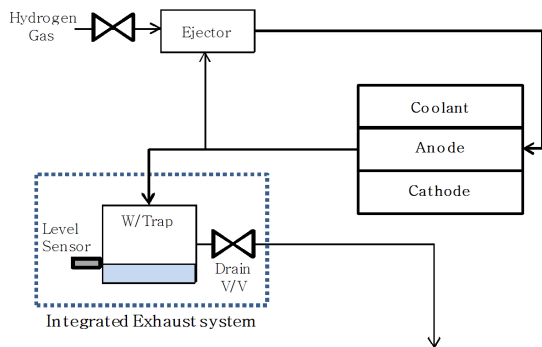 Hydrogen
Gas
Ejector
Coolant
Anode
Cathode
W/Trap
Level
Sensor
Drain
V/V
Integrated Exhaust system